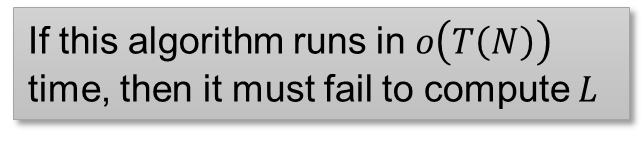 If this algorithm runs in o(T(N))
time, then it must fail to compute L